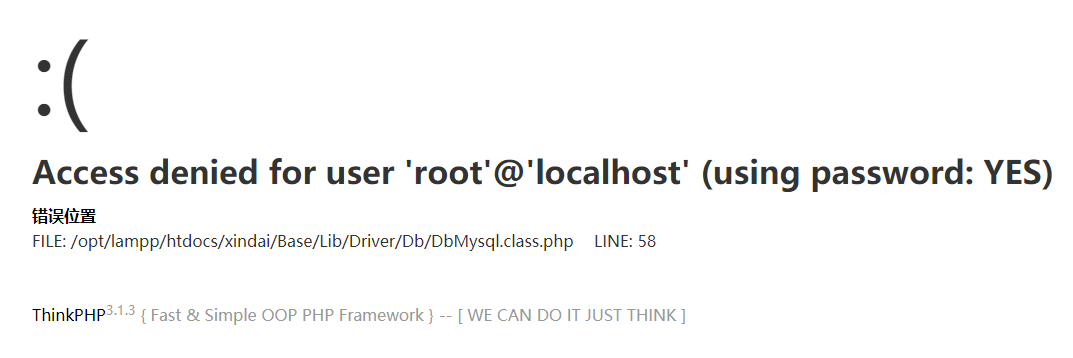 :(
Access denied for user 'root'@'localhost' (using password: YES)
错误位置
FILE: /opt/lampp/htdocs/xindai/Base/Lib/Driver/Db/DbMysql.class.php LINE: 58
ThinkPHP3.1.3 { Fast & Simple OOP PHP Framework } -- [ WE CAN DO IT JUST THINK ]